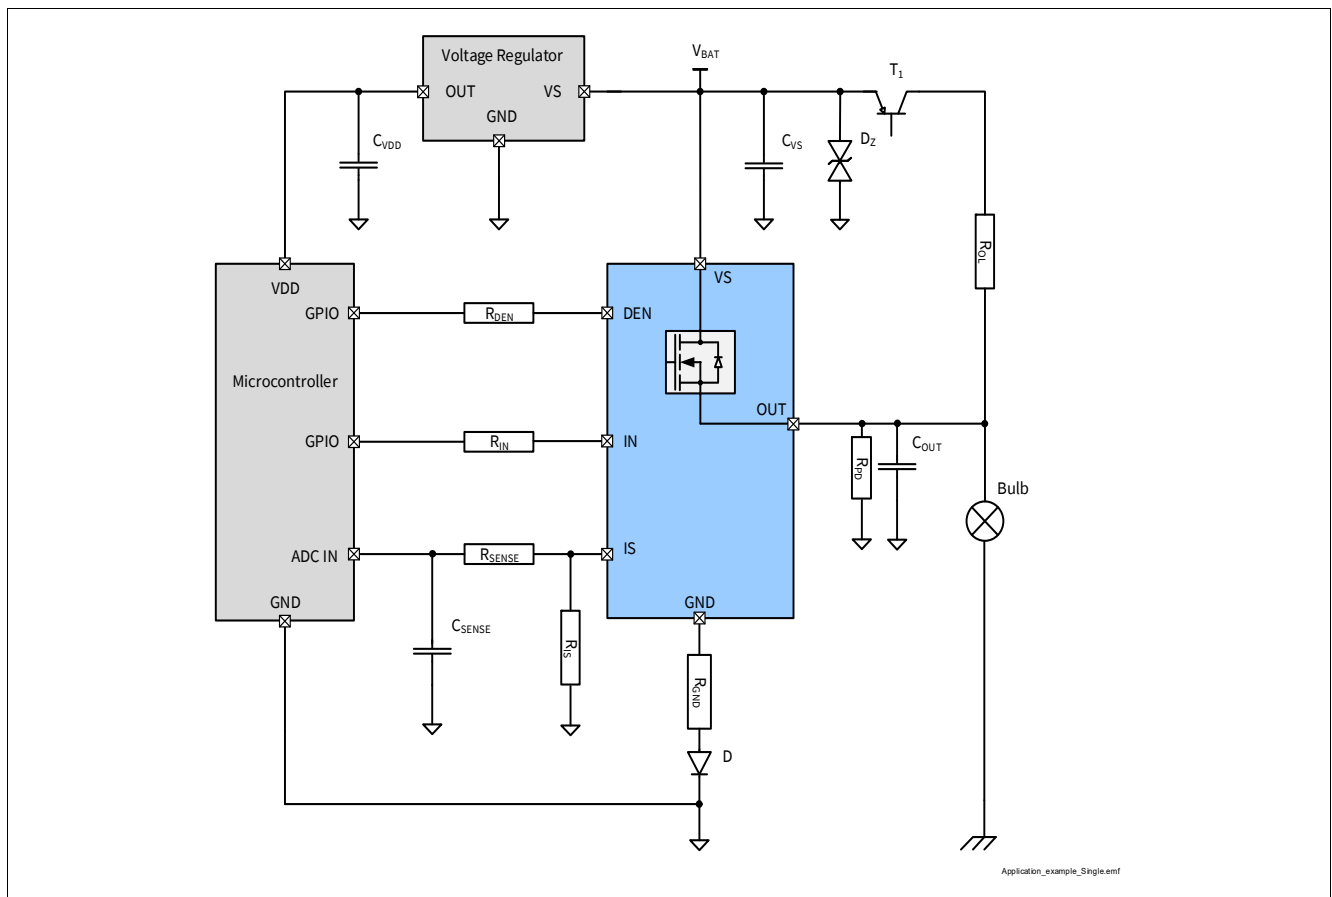 Voltage Regulator
OUT
VS
GND
VBAT
T1
CVDD
CVS
DZ
ROL
VDD
GPIO
RDEN
DEN
VS
Microcontroller
OUT
GPIO
RIN
IN
RPD
COUT
Bulb
ADC IN
RSENSE
IS
GND
GND
CSENSE
RIS
RGND
D
Application_example_Single.emf